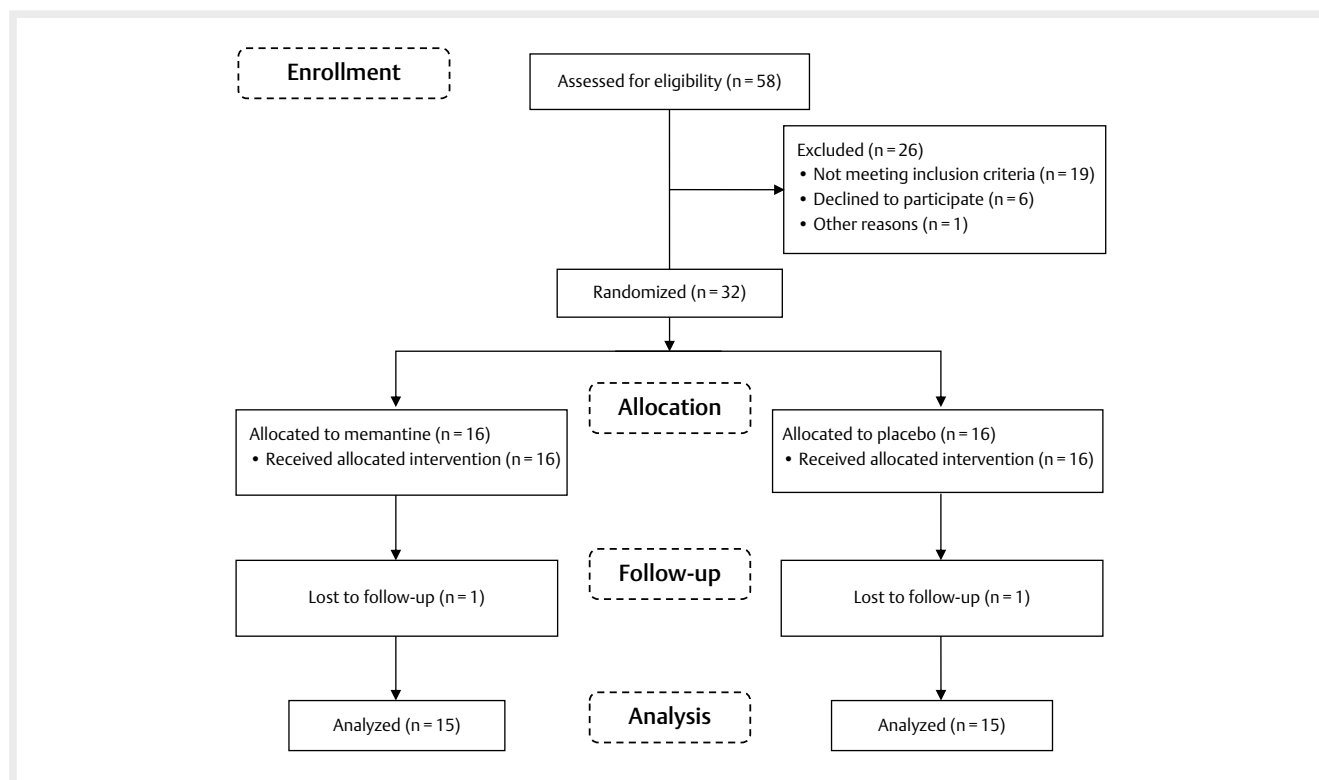 Enrollment
Assessed for eligibility (n = 58)
Excluded (n = 26)
• Not meeting inclusion criteria (n = 19)
• Declined to participate (n = 6)
• Other reasons (n = 1)
Randomized (n = 32)
Allocation
Allocated to memantine (n = 16)
• Received allocated intervention (n = 16)
Allocated to placebo (n = 16)
• Received allocated intervention (n = 16)
Follow-up
Lost to follow-up (n = 1)
Lost to follow-up (n = 1)
Analysis
Analyzed (n = 15)
Analyzed (n = 15)